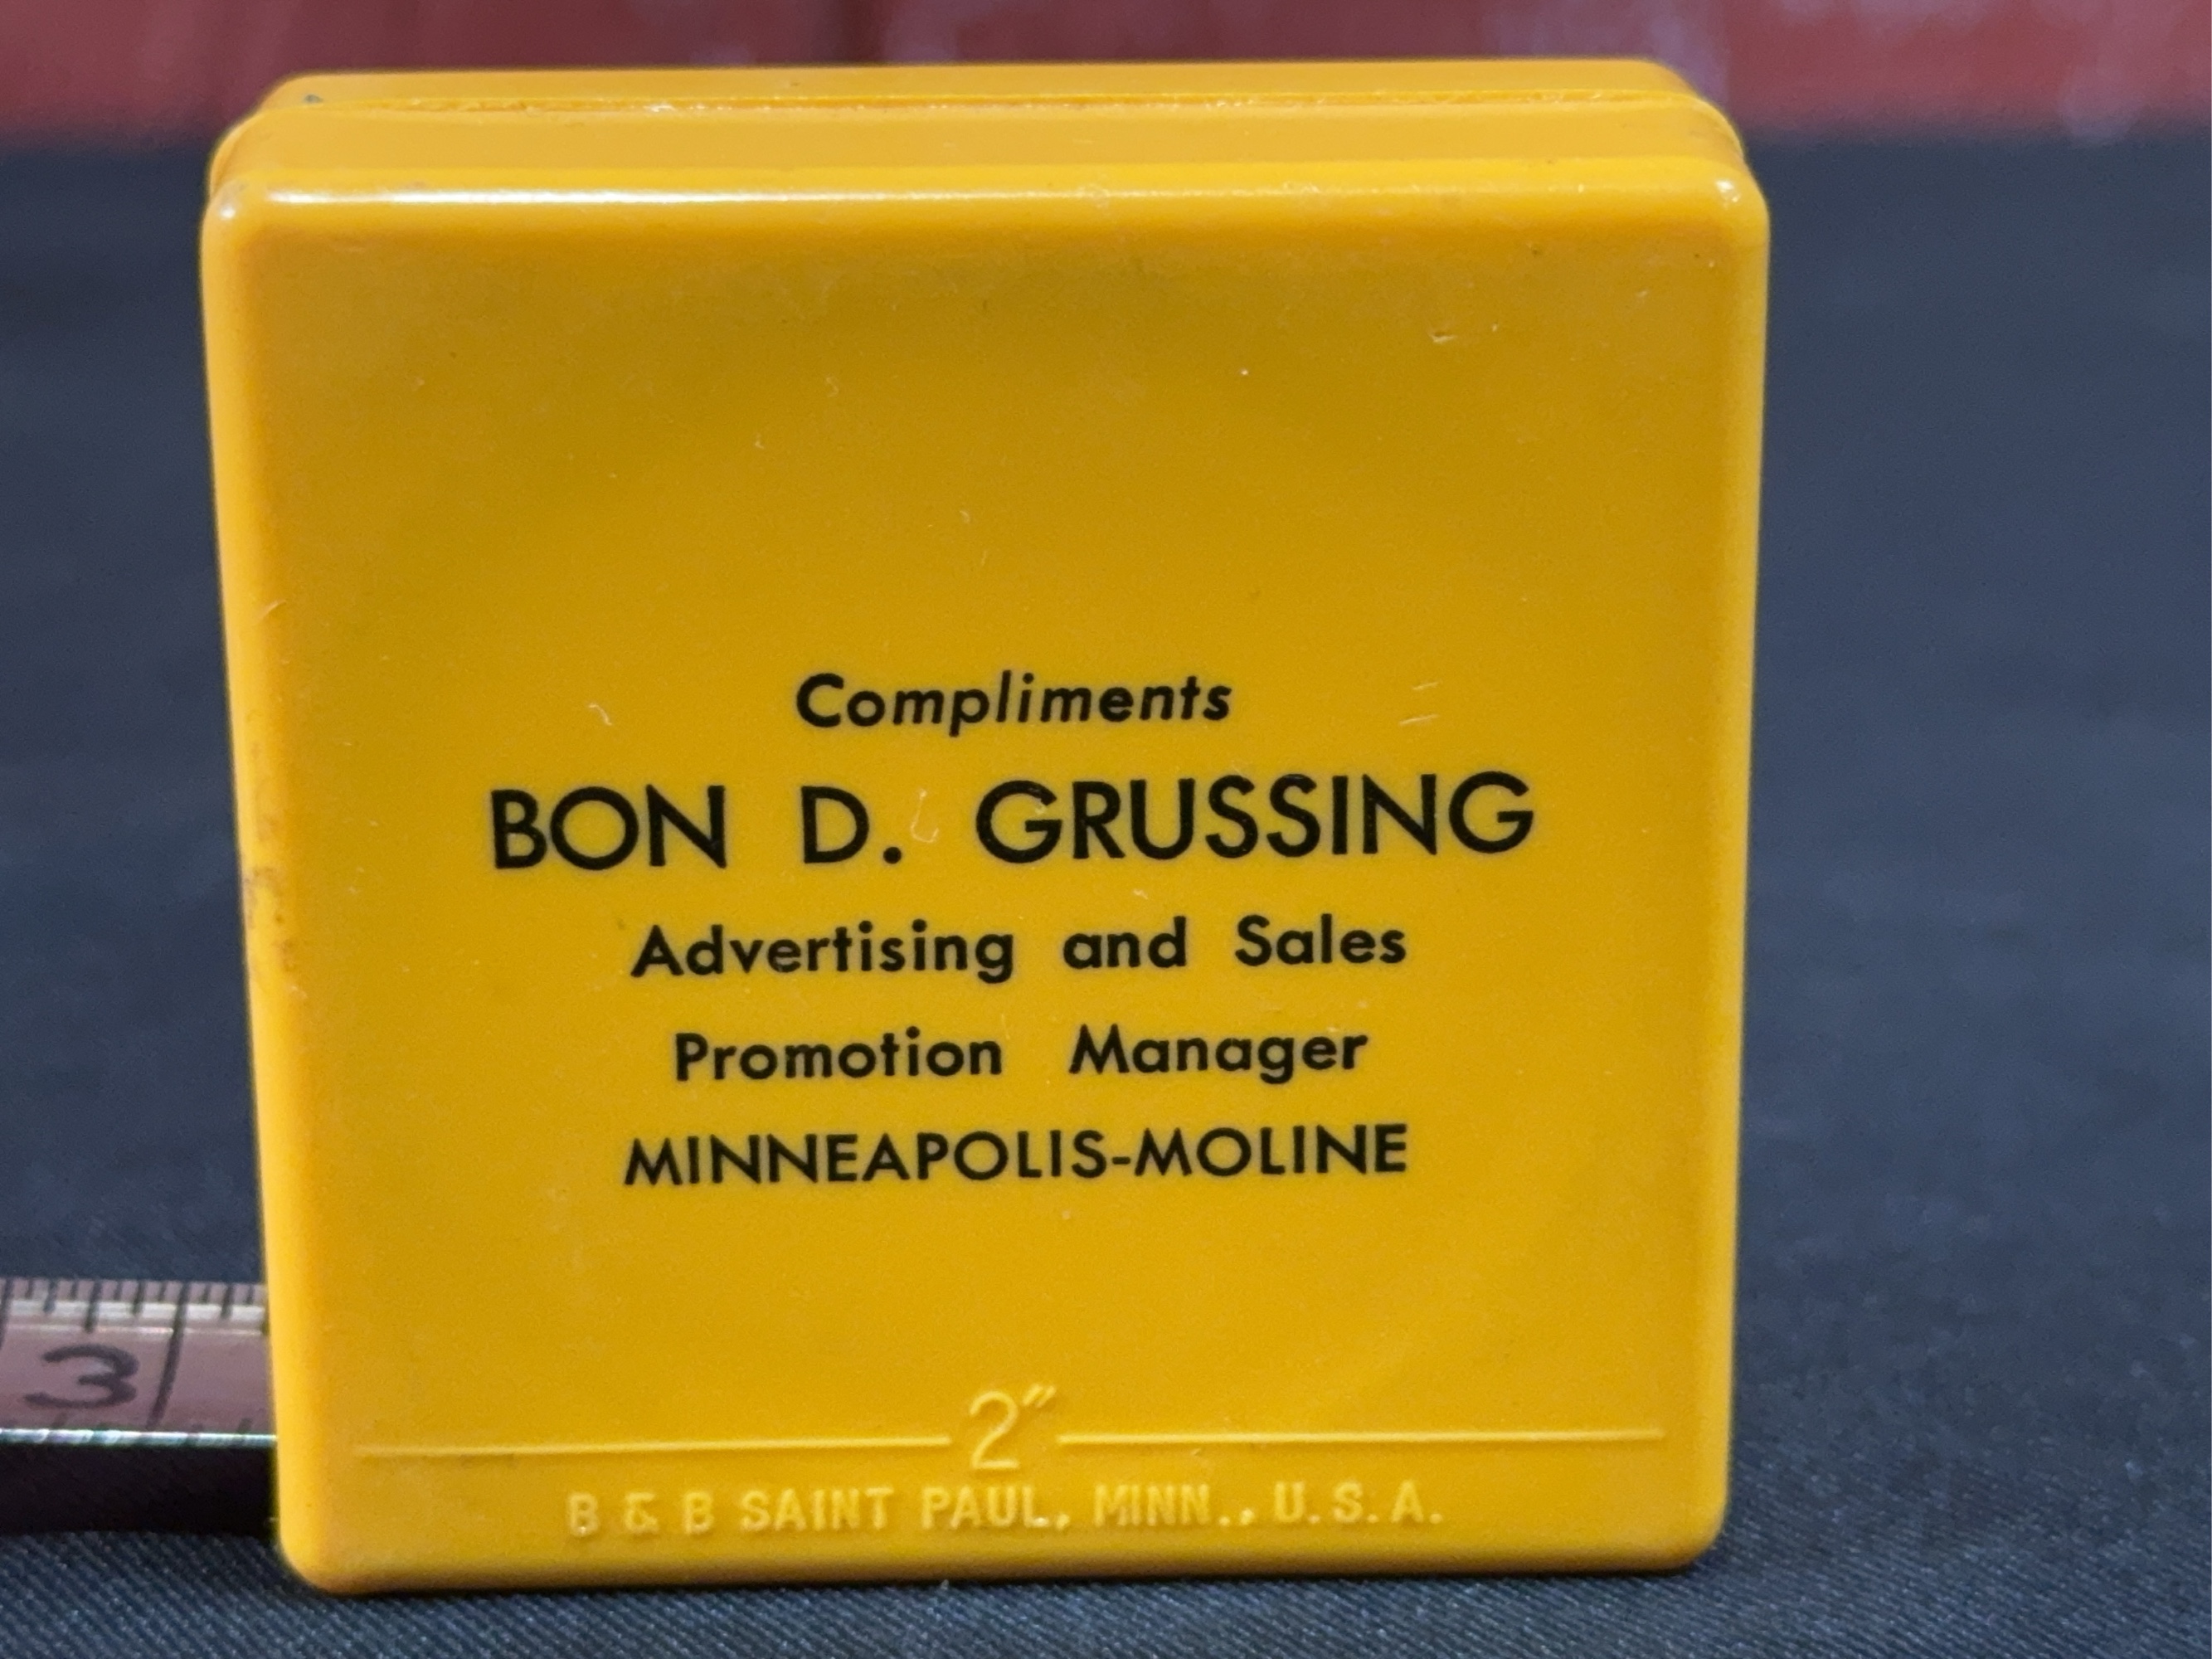 Compliments
BON D. GRUSSING
Advertising and Sales
Promotion Manager
MINNEAPOLIS-MOLINE
3
2"
B & B SAINT PAUL, MINN., U.S.A.